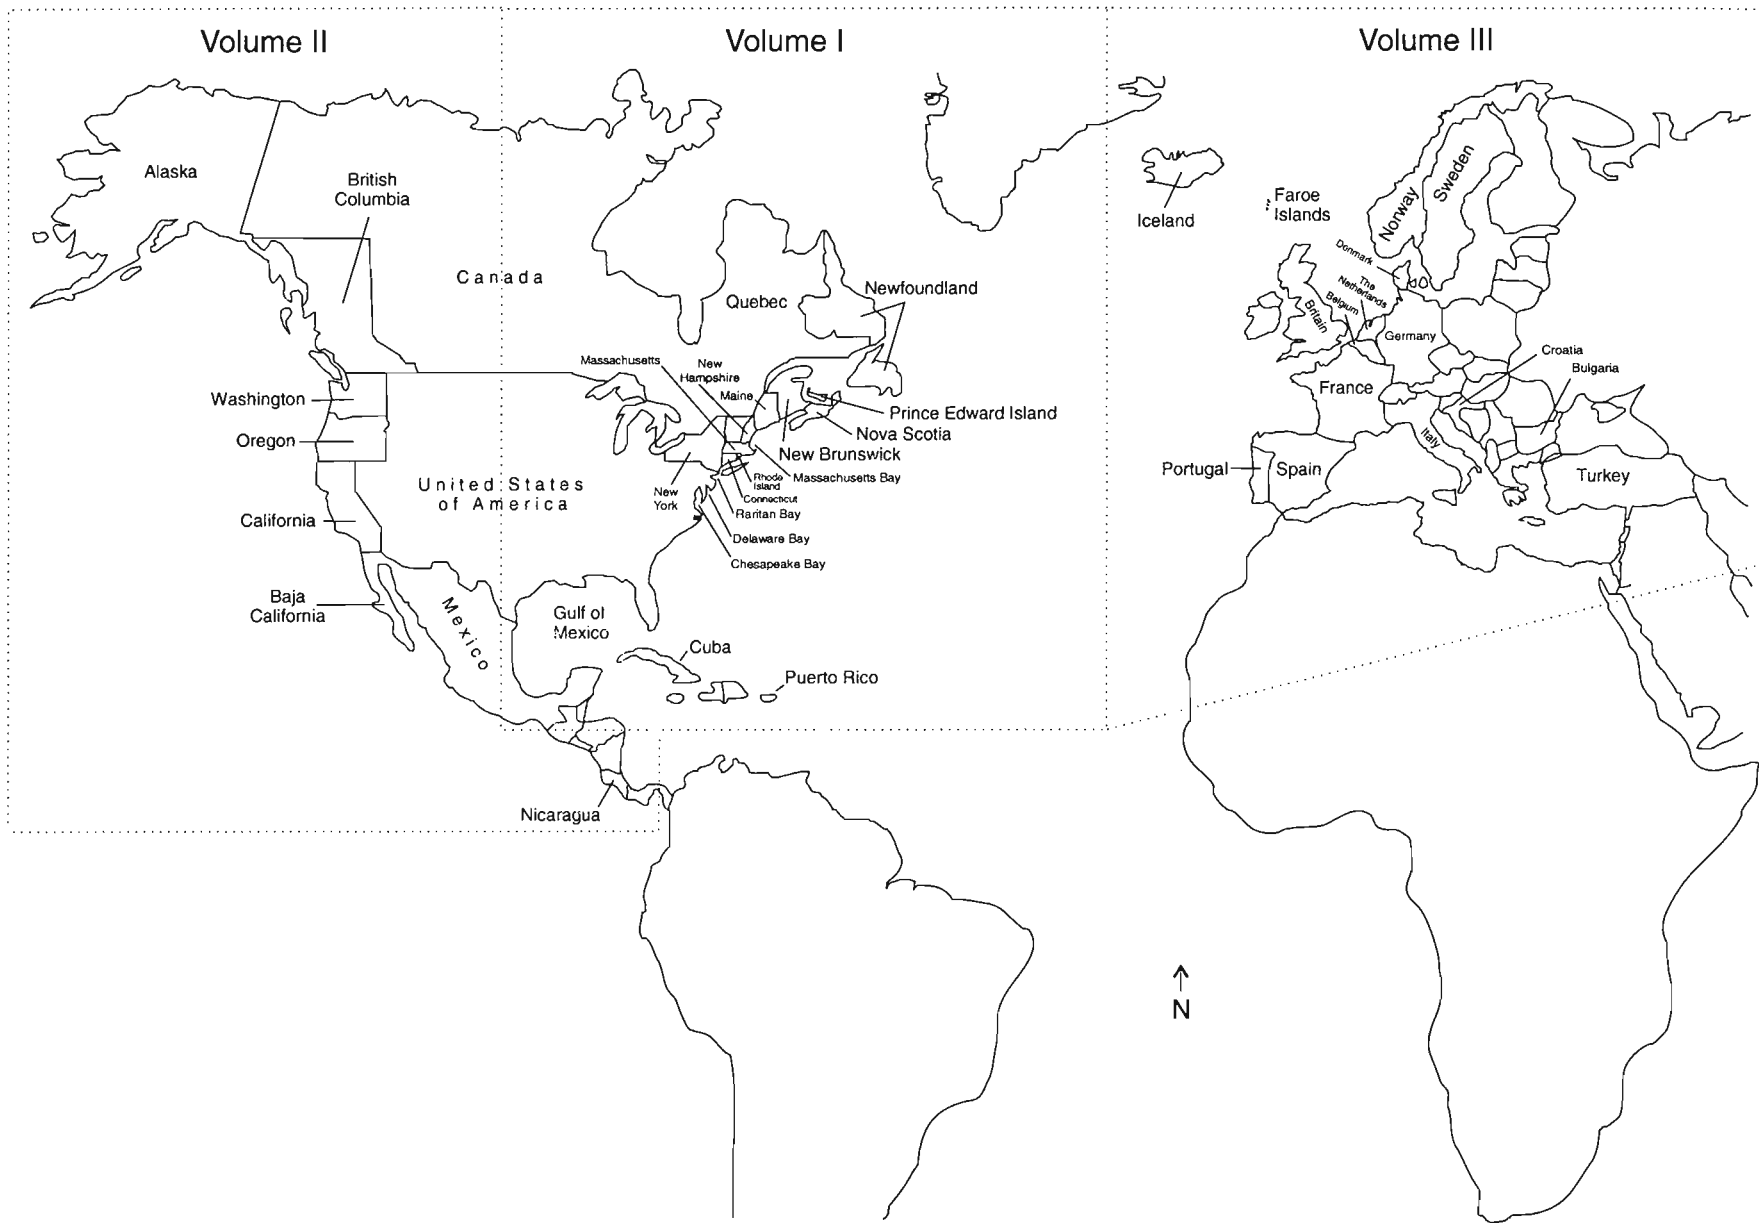 Volume II
Volume I
Volume III
Alaska
British
Columbia
Canada
Quebec
Newfoundland
Iceland
Faroe
Islands
Norway
Sweden
Denmark
The
Netherlands
Belgium
Britain
Germany
Croatia
Bulgaria
France
Italy
Portugal
Spain
Turkey
Massachusetts
New
Hampshire
Maine
Prince Edward Island
Nova Scotia
New Brunswick
Massachusetts Bay
Rhode
Island
Connecticut
Raritan Bay
Delaware Bay
Chesapeake Bay
New
York
Washington
Oregon
California
United States
of America
Baja
California
Mexico
Gulf of
Mexico
Cuba
Puerto Rico
Nicaragua
N